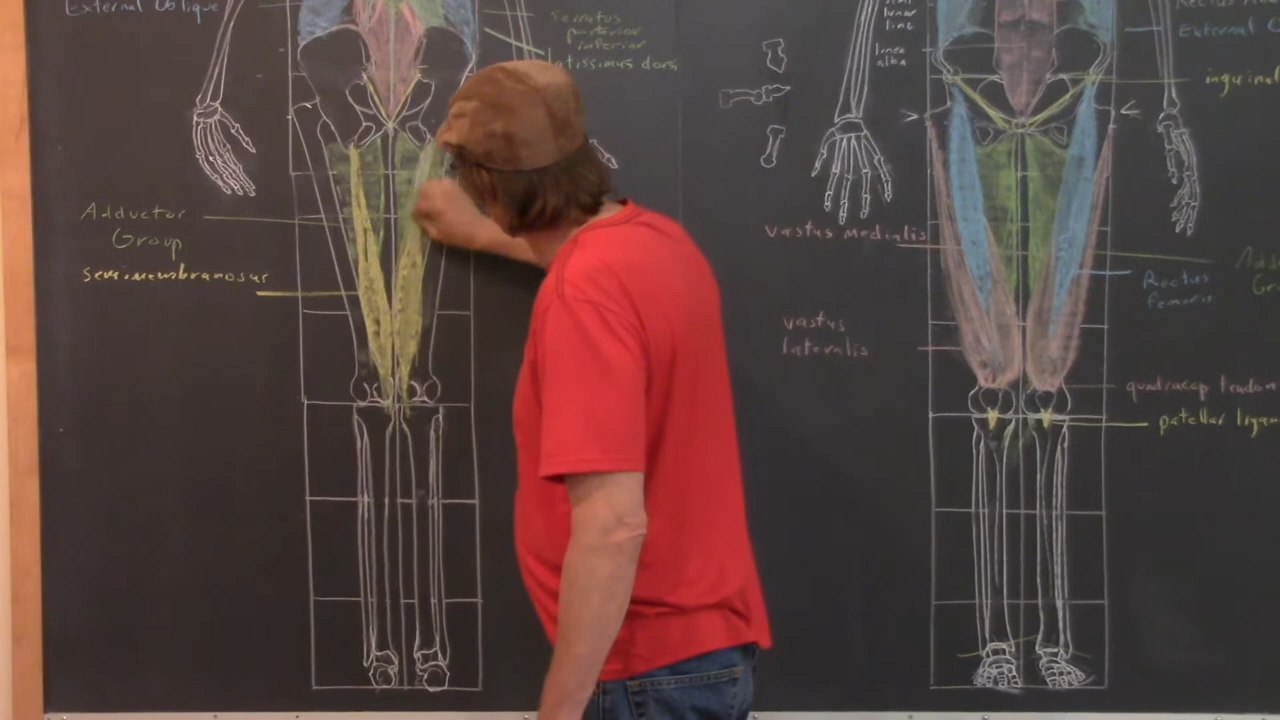 External Oblique
Serratus
posterior
inferior
latissimus dorsi
Adductor
Group
semimembranosus
linea
alba
External
inguinal
vastus medialis
Rectus
femoris
vastus
lateralis
quadracep tendon
patellar ligam